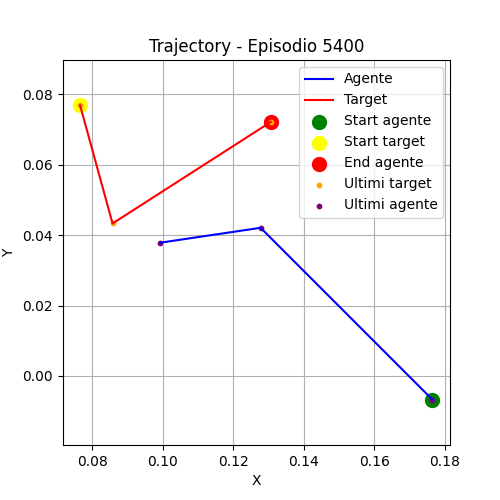 Trajectory - Episodio 5400
Agente
Target
Start agente
Start target
End agente
Ultimi target
Ultimi agente
Y
0.08
0.06
0.04
0.02
0.00
0.08
0.10
0.12
0.14
0.16
0.18
X